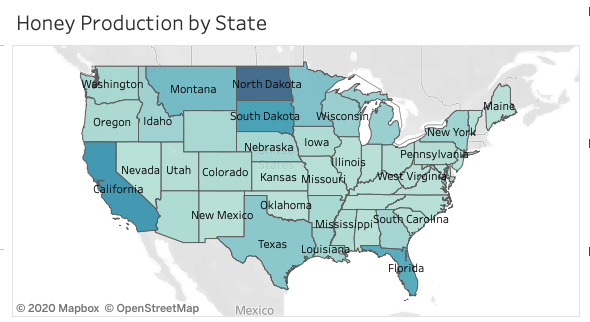 Honey Production by State
Washington
Montana
North Dakota
Maine
Oregon
Idaho
South Dakota
Wisconsin
New York
Nebraska
Iowa
Pennsylvania
Nevada
Utah
Colorado
States
Kansas
Missouri
Illinois
West Virginia
California
New Mexico
Oklahoma
Mississippi
South Carolina
Texas
Louisiana
Florida
© 2020 Mapbox © OpenStreetMap
Mexico